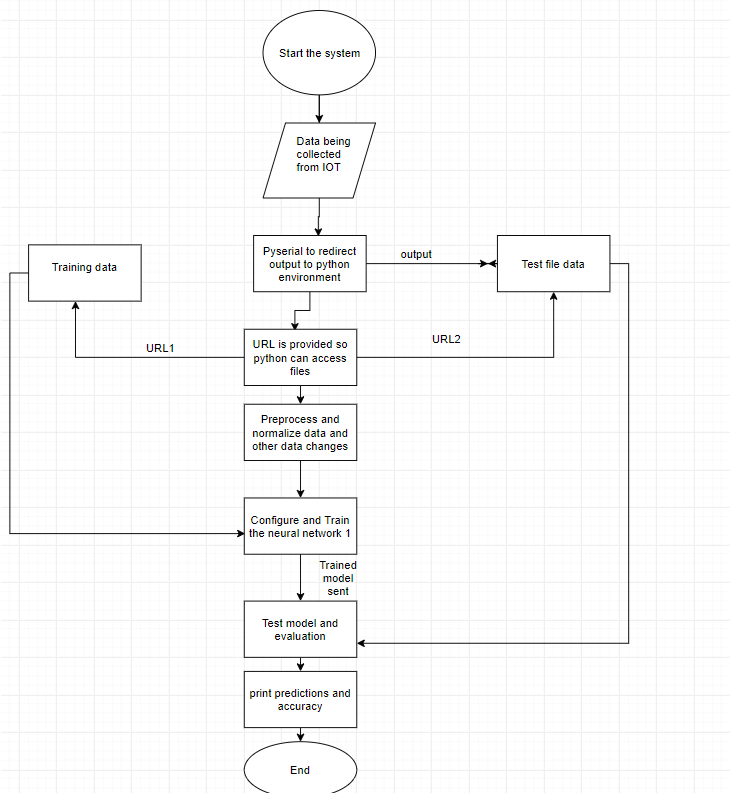 Start the system
Data being
collected
from IOT
Pyserial to redirect
output to python
environment
output
Test file data
Training data
URL1
URL is provided so
python can access
files
URL2
Preprocess and
normalize data and
other data changes
Configure and Train
the neural network 1
Trained
model
sent
Test model and
evaluation
print predictions and
accuracy
End